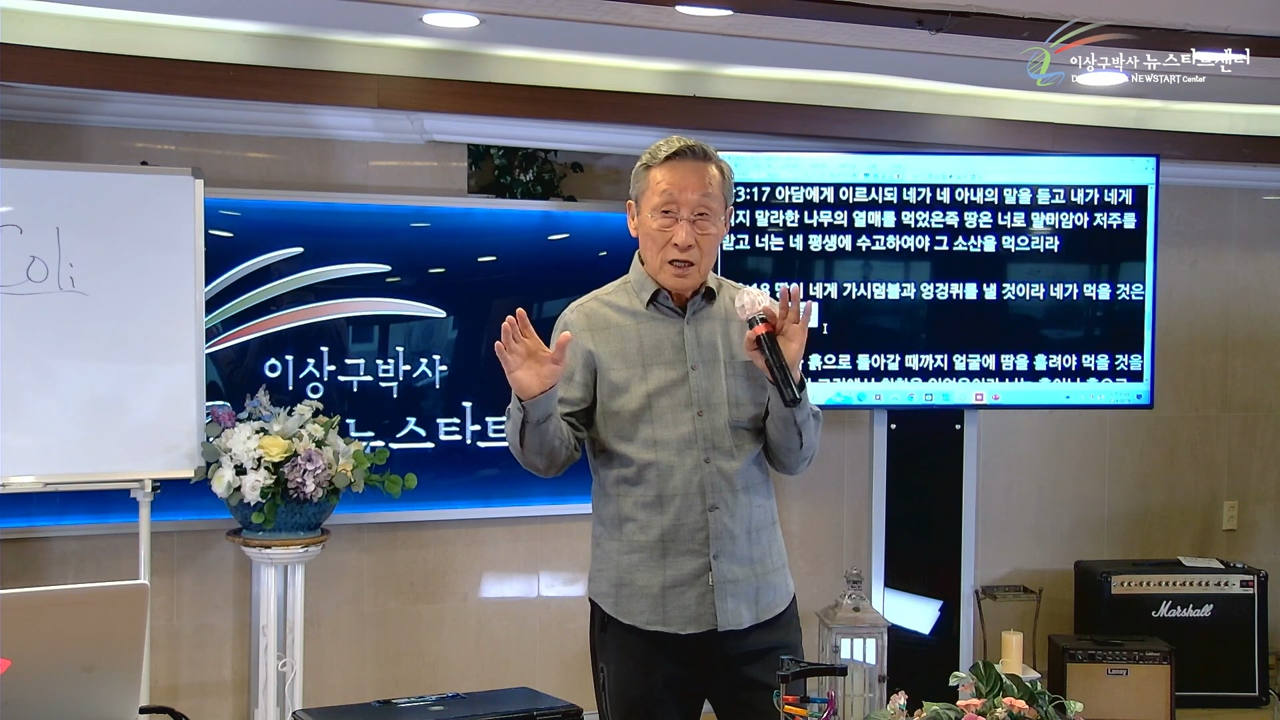 이상구박사 뉴스타트센터
NEWSTART Center
Coli
이상구박사
뉴스타트
3:17 아담에게 이르시되 네가 네 아내의 말을 듣고 내가 네게
지 말라한 나무의 열매를 먹었은즉 땅은 너로 말미암아 저주를
받고 너는 네 평생에 수고하여야 그 소산을 먹으리라
네게 가시덤불과 엉겅퀴를 낼 것이라 네가 먹을 것은
흙으로 돌아갈 때까지 얼굴에 땀을 흘려야 먹을 것을
Marshall
Laney